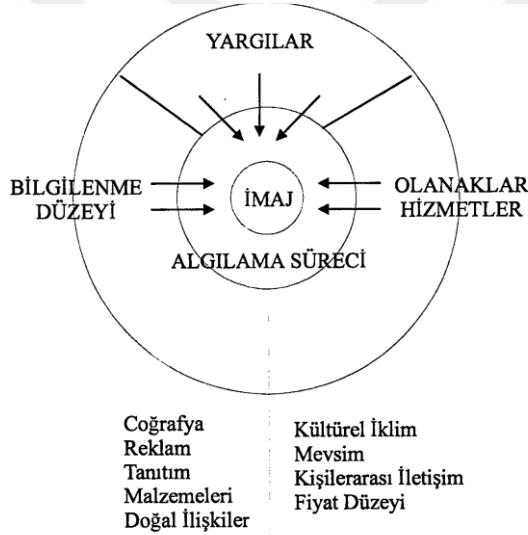 YARGILAR
BİLGİLENME
DÜZEYİ
İMAJ
OLANAKLAR
HİZMETLER
ALGILAMA SÜRECİ
Coğrafya
Reklam
Tanıtım
Malzemeleri
Doğal İlişkiler
Kültürel İklim
Mevsim
Kişilerarası İletişim
Fiyat Düzeyi